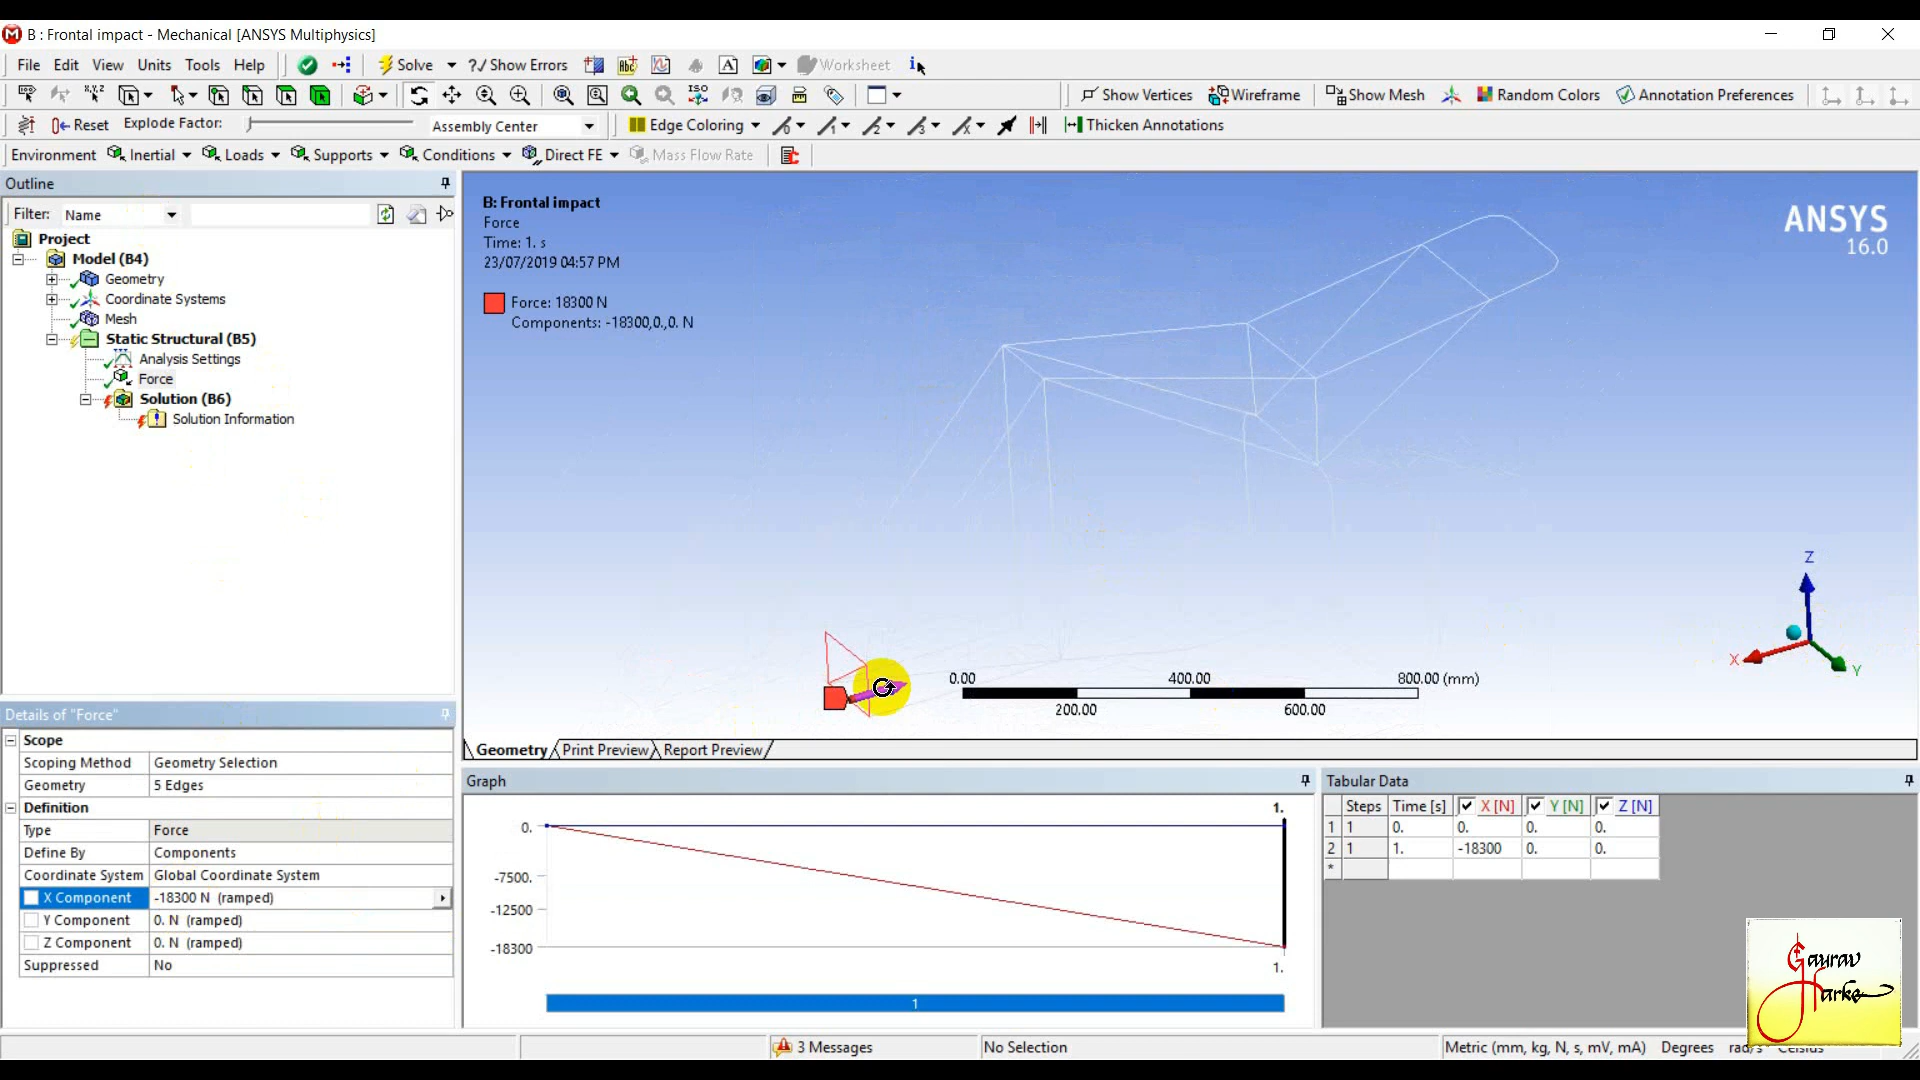 B : Frontal impact - Mechanical [ANSYS Multiphysics]
File Edit View Units Tools Help Solve ?/ Show Errors Worksheet
Show Vertices Wireframe Show Mesh Random Colors Annotation Preferences
Reset Explode Factor: Assembly Center Edge Coloring Thicken Annotations
Environment Inertial Loads Supports Conditions Direct FE Mass Flow Rate
Outline
Filter: Name
Project
Model (B4)
Geometry
Coordinate Systems
Mesh
Static Structural (B5)
Analysis Settings
Force
Solution (B6)
Solution Information
B: Frontal impact
Force
Time: 1. s
23/07/2019 04:57 PM
Force: 18300 N
Components: -18300,0.,0. N
ANSYS
16.0
Z
X
Y
0.00 400.00 800.00 (mm)
200.00 600.00
Geometry Print Preview Report Preview
Details of "Force"
Scope
Scoping Method Geometry Selection
Geometry 5 Edges
Definition
Type Force
Define By Components
Coordinate System Global Coordinate System
X Component -18300 N (ramped)
Y Component 0. N (ramped)
Z Component 0. N (ramped)
Suppressed No
Graph
1.
0.
-7500.
-12500
-18300
1.
1
Tabular Data
Steps Time [s] X [N] Y [N] Z [N]
1 1 0. 0. 0. 0.
2 1 1. -18300 0. 0.
*
Gaurav
Harke
3 Messages No Selection Metric (mm, kg, N, s, mV, mA) Degrees rad/s Celsius